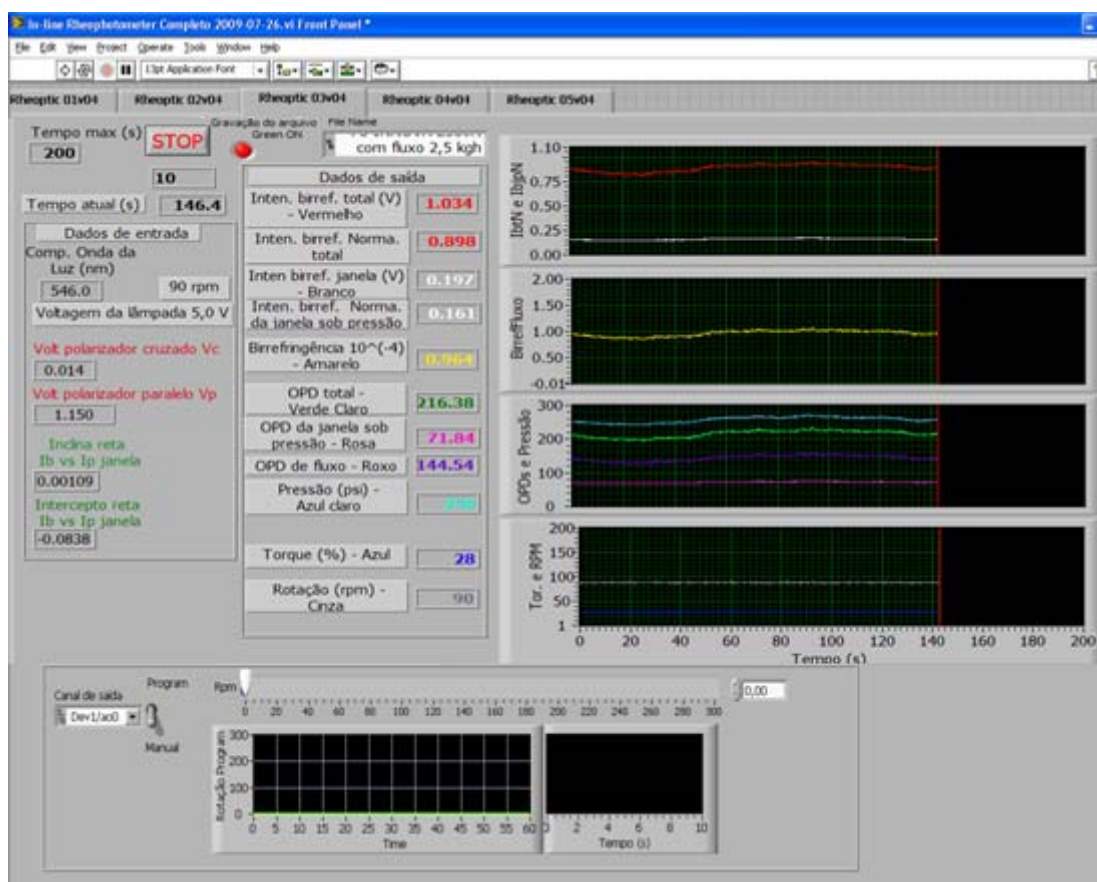 In-line Rheophotometer Completo 2009-07-26.vi Front Panel *
File Edit View Project Operate Tools Window Help
13pt Application Font
Rheoptic 01v04 Rheoptic 02v04 Rheoptic 03v04 Rheoptic 04v04 Rheoptic 05v04
Tempo max (s)
200
STOP
Gravação do arquivo
Green ON
File Name
com fluxo 2,5 kgh
10
Tempo atual (s) 146.4
Dados de entrada
Comp. Onda da
Luz (nm)
546.0
90 rpm
Voltagem da lâmpada 5,0 V
Volt polarizador cruzado Vc
0.014
Volt polarizador paralelo Vp
1.150
Inclina reta
Ib vs Ip janela
0.00109
Intercepto reta
Ib vs Ip janela
-0.0838
Dados de saída
Inten. birref. total (V)
- Vermelho
1.034
Inten. birref. Norma.
total
0.898
Inten birref. janela (V)
- Branco
0.197
Inten. birref. Norma.
da janela sob pressão
0.161
Birrefringência 10^(-4)
- Amarelo
0.964
OPD total -
Verde Claro
216.38
OPD da janela sob
pressão - Rosa
71.84
OPD de fluxo - Roxo
144.54
Pressão (psi) -
Azul claro
Torque (%) - Azul
28
Rotação (rpm) -
Cinza
90
IbtN e IbjpN
1.10
0.75
0.50
0.25
0.00
BirrefFluxo
2.00
1.50
1.00
0.50
-0.01
OPDs e Pressão
300
200
100
0
Tor. e RPM
200
150
100
50
1
0 20 40 60 80 100 120 140 160 180 200
Tempo (s)
Canal de saída
Dev1/ao0
Program
Manual
Rpm
0 20 40 60 80 100 120 140 160 180 200 220 240 260 280 300
0,00
Rotação Program
300
200
100
0
0 5 10 15 20 25 30 35 40 45 50 55 60
Time
0 2 4 6 8 10
Tempo (s)